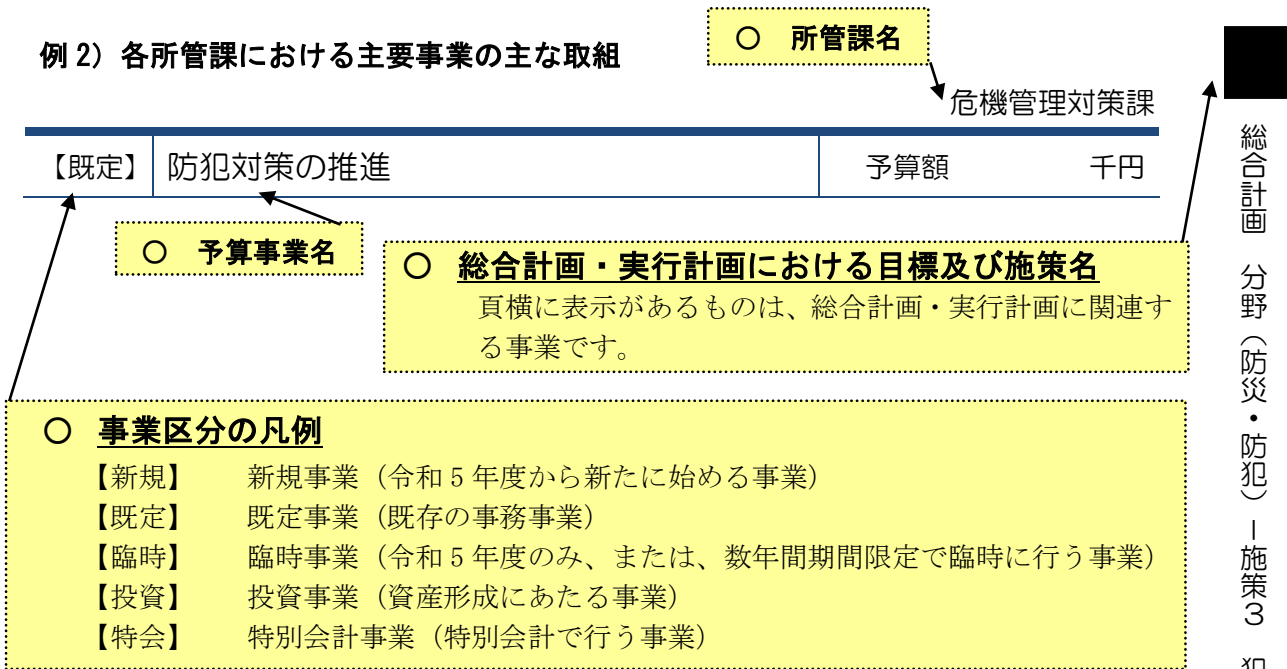 例2）各所管課における主要事業の主な取組
○ 所管課名
危機管理対策課
【既定】 防犯対策の推進 予算額 千円
○ 予算事業名
○ 総合計画・実行計画における目標及び施策名
頁横に表示があるものは、総合計画・実行計画に関連す
る事業です。
○ 事業区分の凡例
【新規】 新規事業（令和5年度から新たに始める事業）
【既定】 既定事業（既存の事務事業）
【臨時】 臨時事業（令和5年度のみ、または、数年間期間限定で臨時に行う事業）
【投資】 投資事業（資産形成にあたる事業）
【特会】 特別会計事業（特別会計で行う事業）
総合計画 分野（防災・防犯）－施策3